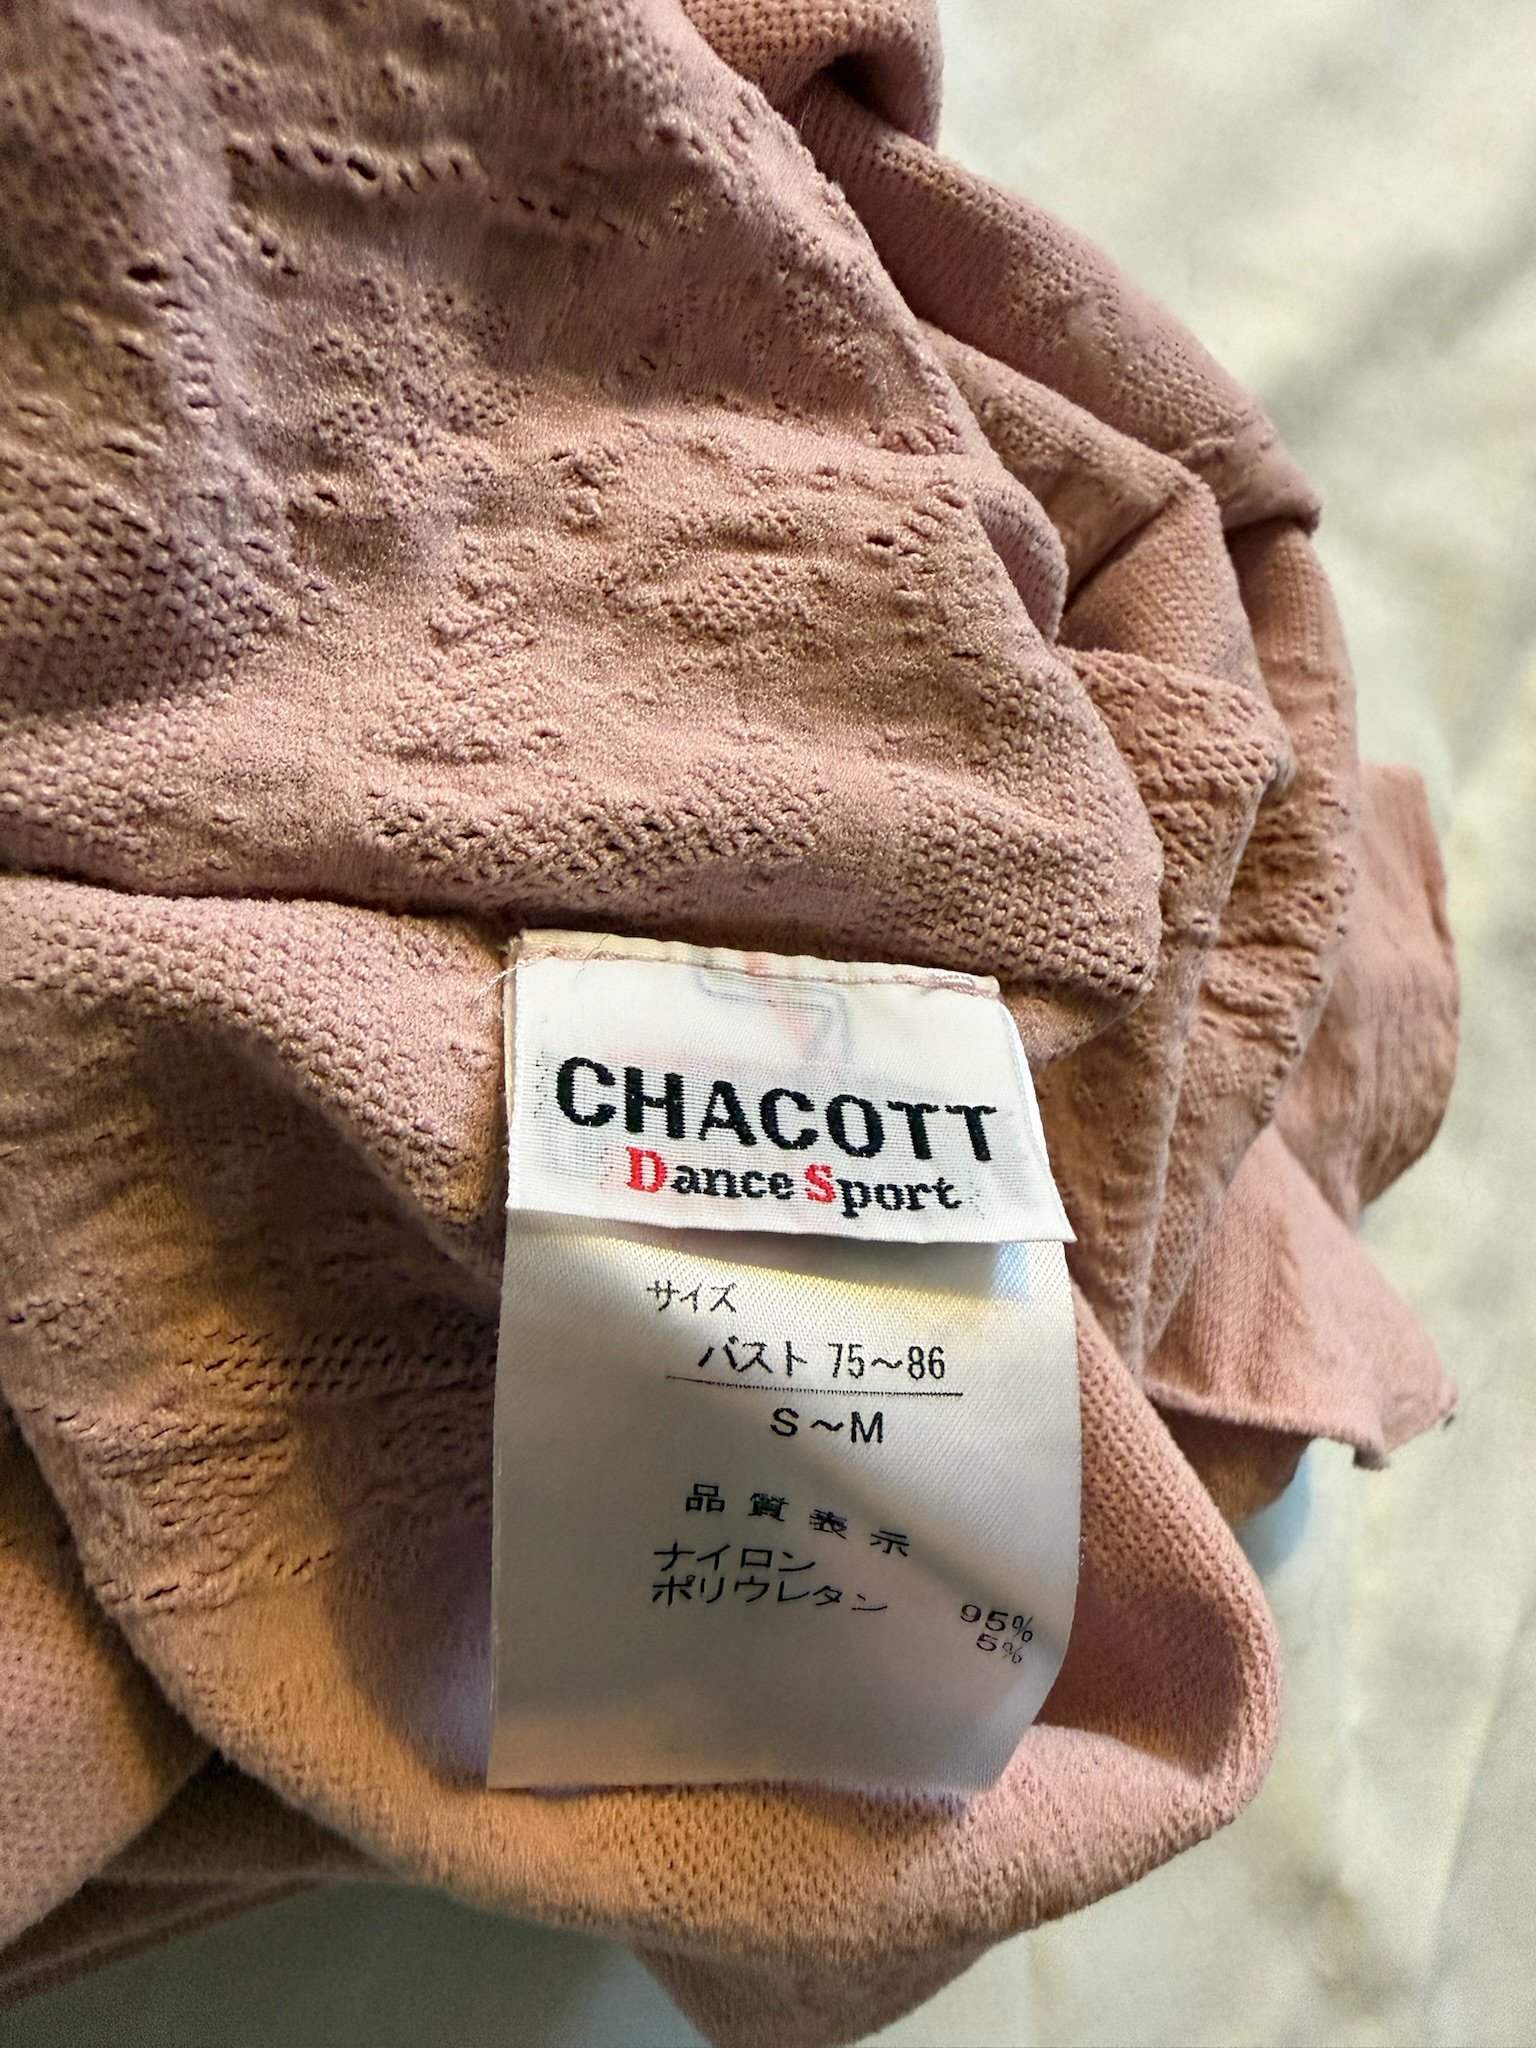 CHACOTT
Dance Sport
サイズ
バスト 75～86
S～M
品質表示
ナイロン 95%
ポリウレタン 5%